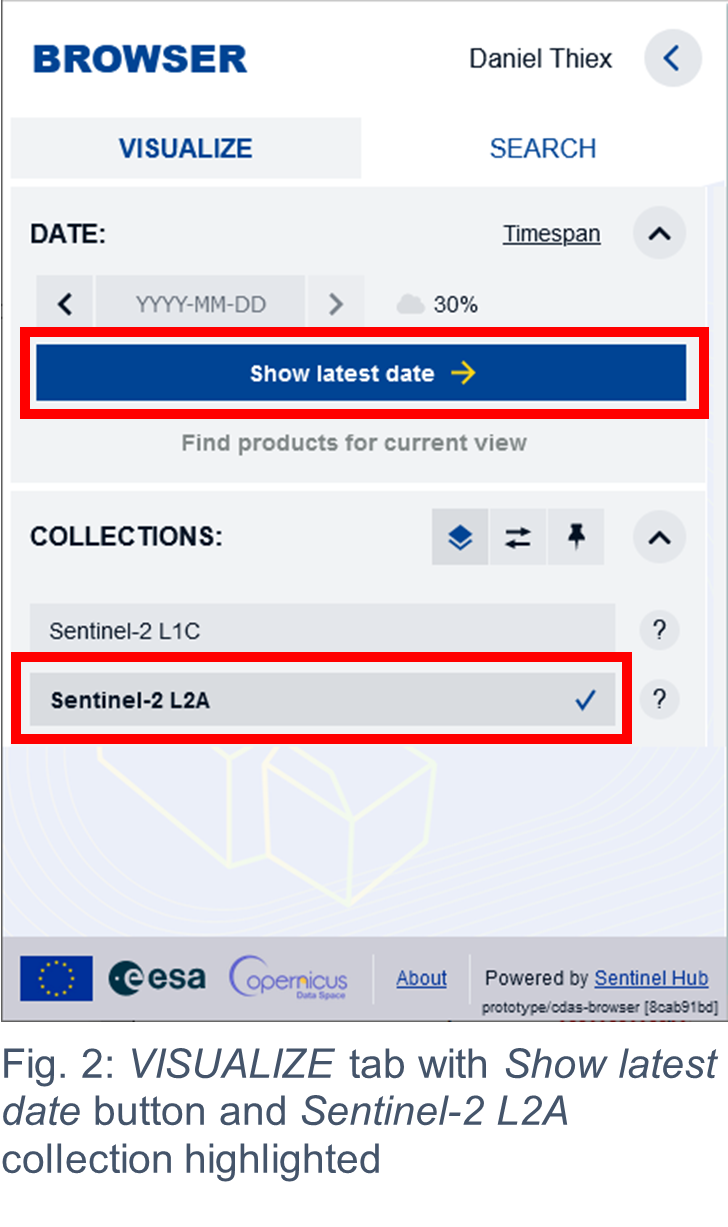 BROWSER
Daniel Thiex
VISUALIZE
SEARCH
DATE:
Timespan
YYYY-MM-DD
30%
Show latest date
Find products for current view
COLLECTIONS:
Sentinel-2 L1C
?
Sentinel-2 L2A
?
esa
opernicus
Data Space
About
Powered by Sentinel Hub
prototype/cdas-browser [8cab91bd]
Fig. 2: VISUALIZE tab with Show latest
date button and Sentinel-2 L2A
collection highlighted